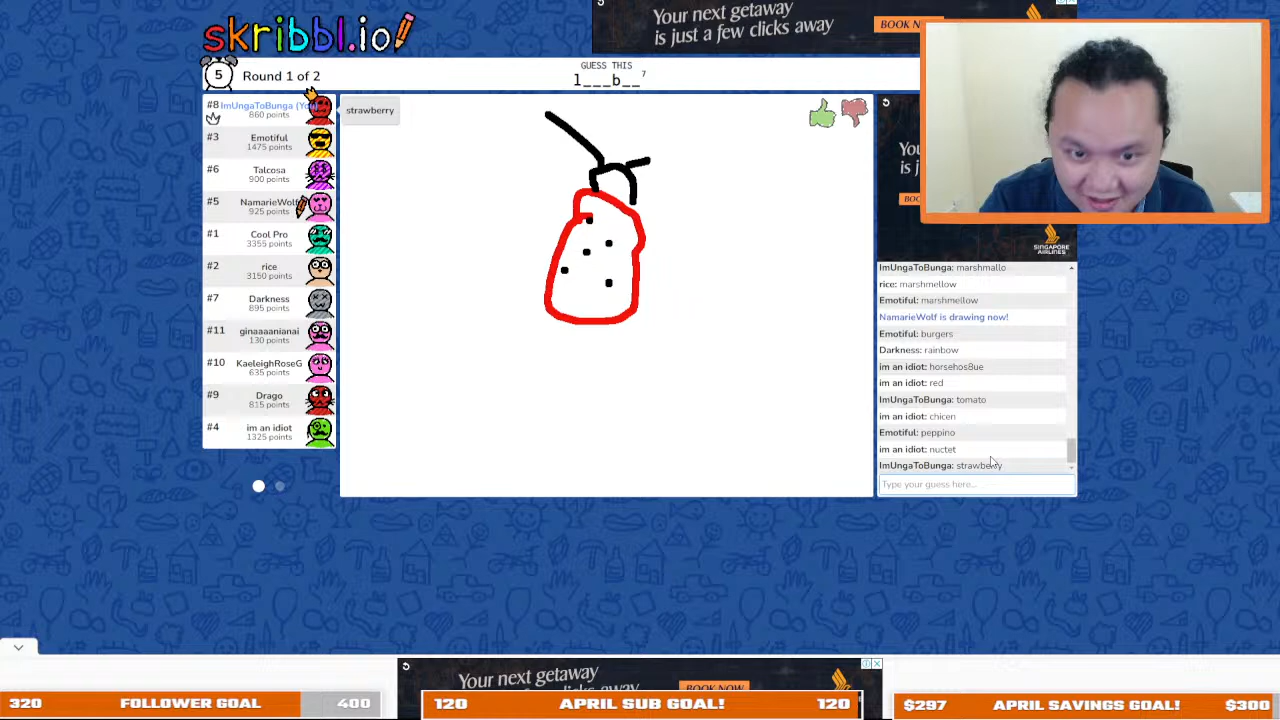 skribbl.io
Your next getaway
is just a few clicks away
BOOK N
5
Round 1 of 2
GUESS THIS
l___b__ 7
#8 ImUngaToBunga (You)
860 points
#3 Emotiful
1475 points
#6 Talcosa
900 points
#5 NamarieWolf
925 points
#1 Cool Pro
3355 points
#2 rice
3150 points
#7 Darkness
895 points
#11 ginaaaanianai
130 points
#10 KaeleighRoseG
635 points
#9 Drago
815 points
#4 im an idiot
1325 points
strawberry
SINGAPORE
AIRLINES
ImUngaToBunga: marshmallo
rice: marshmellow
Emotiful: marshmellow
NamarieWolf is drawing now!
Emotiful: burgers
Darkness: rainbow
im an idiot: horsehos8ue
im an idiot: red
ImUngaToBunga: tomato
im an idiot: chicen
Emotiful: peppino
im an idiot: nuctet
ImUngaToBunga: strawberry
Type your guess here...
Your next getaway
BOOK NOW
320 FOLLOWER GOAL 400
120 APRIL SUB GOAL! 120
$297 APRIL SAVINGS GOAL! $300